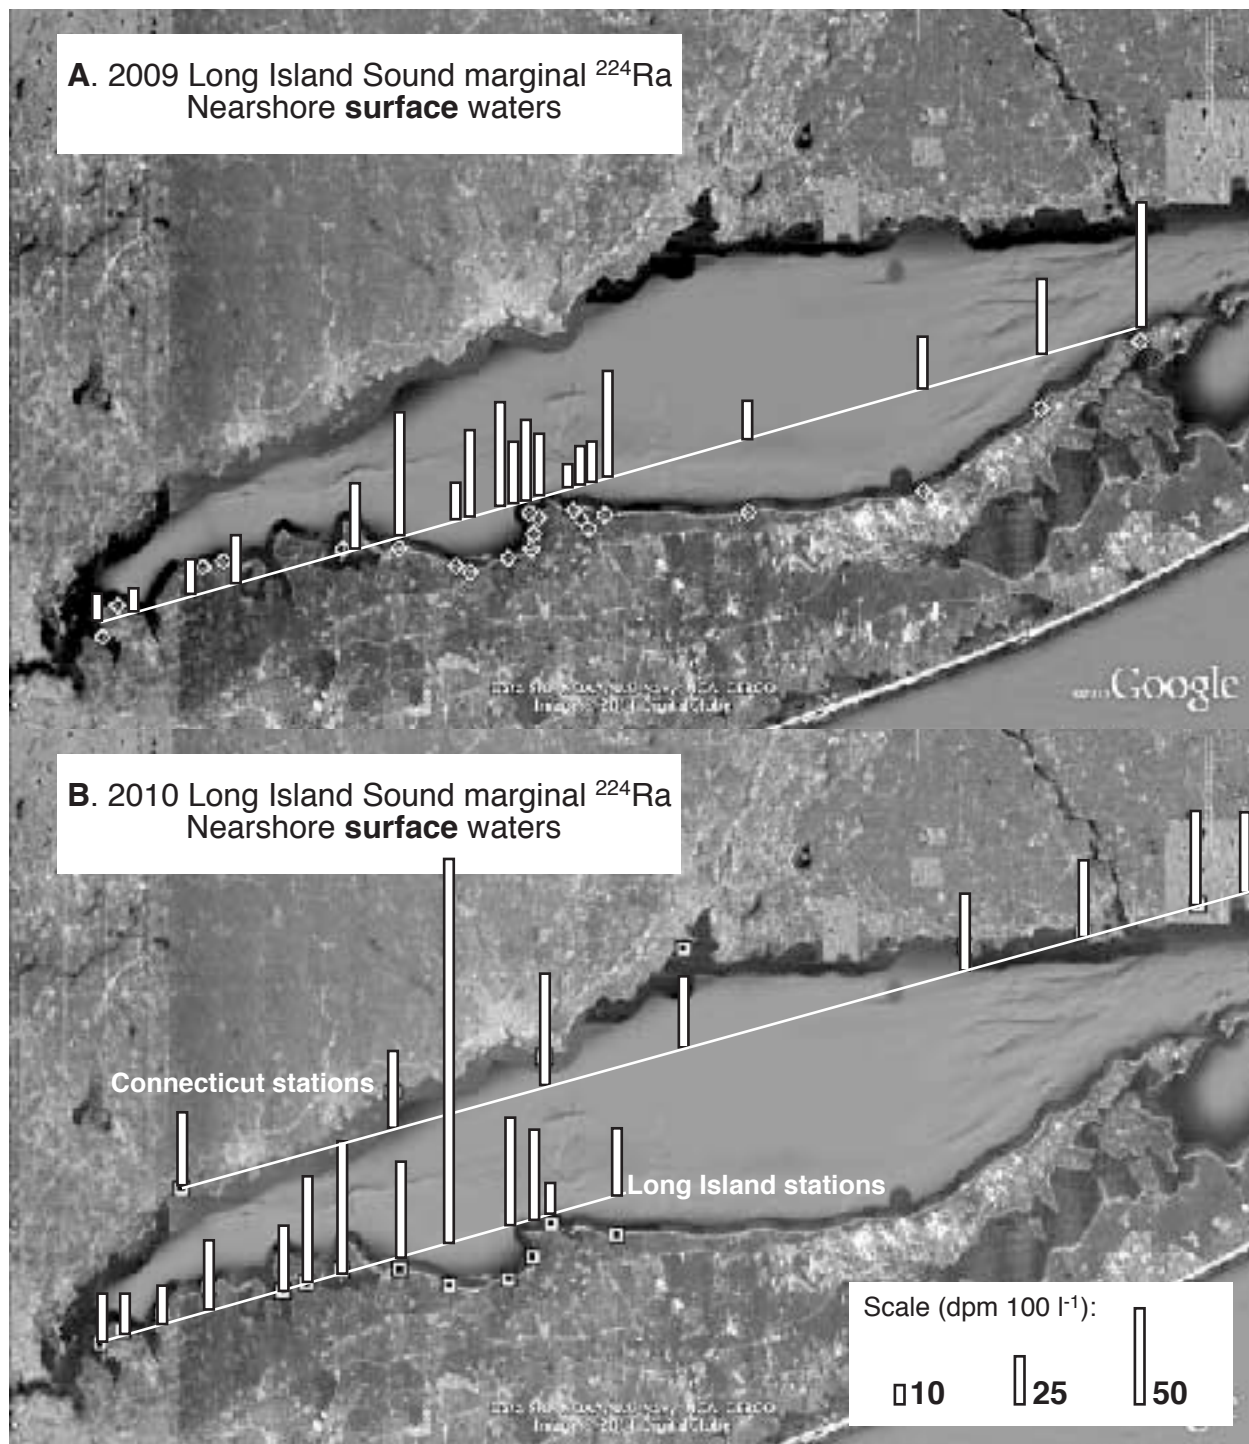 A. 2009 Long Island Sound marginal ²²⁴Ra
Nearshore surface waters
Google
B. 2010 Long Island Sound marginal ²²⁴Ra
Nearshore surface waters
Connecticut stations
Long Island stations
Scale (dpm 100 l⁻¹):
10 25 50